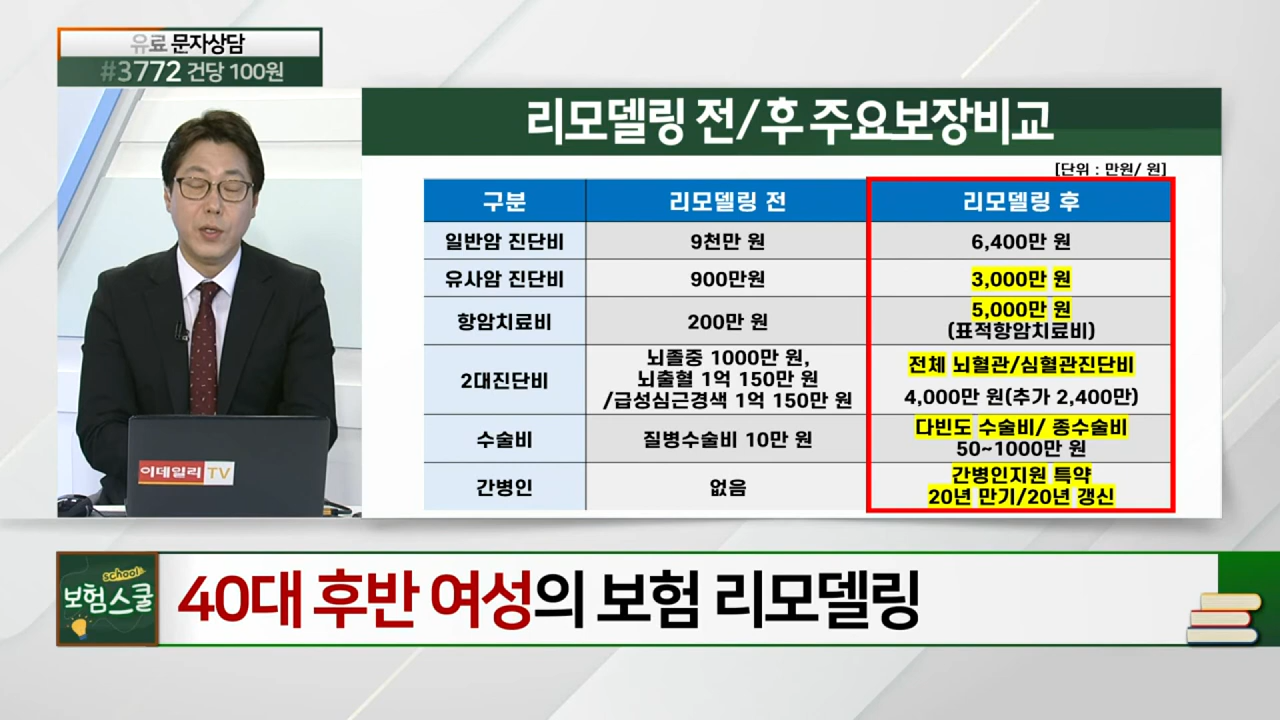 유료 문자상담
#3772 건당 100원
리모델링 전/후 주요보장비교
[단위 : 만원/ 원]
구분 리모델링 전 리모델링 후
일반암 진단비 9천만 원 6,400만 원
유사암 진단비 900만원 3,000만 원
항암치료비 200만 원 5,000만 원
(표적항암치료비)
2대진단비 뇌졸중 1000만 원,
뇌출혈 1억 150만 원
/급성심근경색 1억 150만 원
전체 뇌혈관/심혈관진단비
4,000만 원(추가 2,400만)
수술비 질병수술비 10만 원 다빈도 수술비/ 종수술비
50~1000만 원
간병인 없음 간병인지원 특약
20년 만기/20년 갱신
이데일리 TV
school
보험스쿨
40대 후반 여성의 보험 리모델링